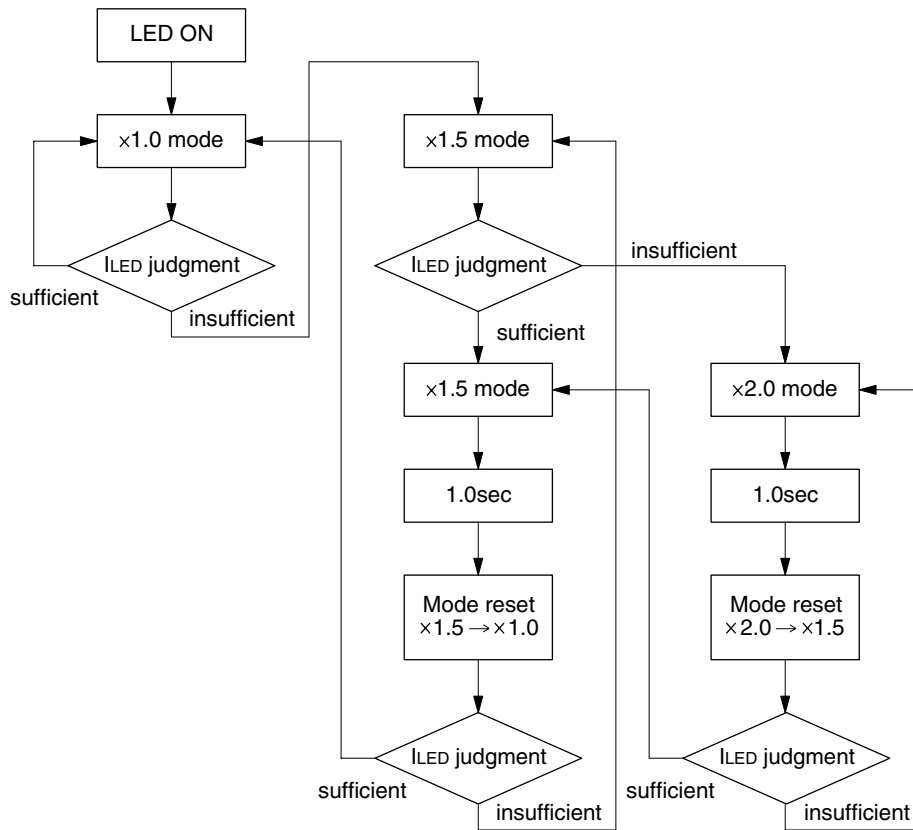 LED ON
×1.0 mode
ILED judgment
sufficient
insufficient
×1.5 mode
ILED judgment
insufficient
sufficient
×1.5 mode
1.0sec
Mode reset
×1.5→×1.0
ILED judgment
sufficient
insufficient
×2.0 mode
1.0sec
Mode reset
×2.0→×1.5
ILED judgment
sufficient
insufficient